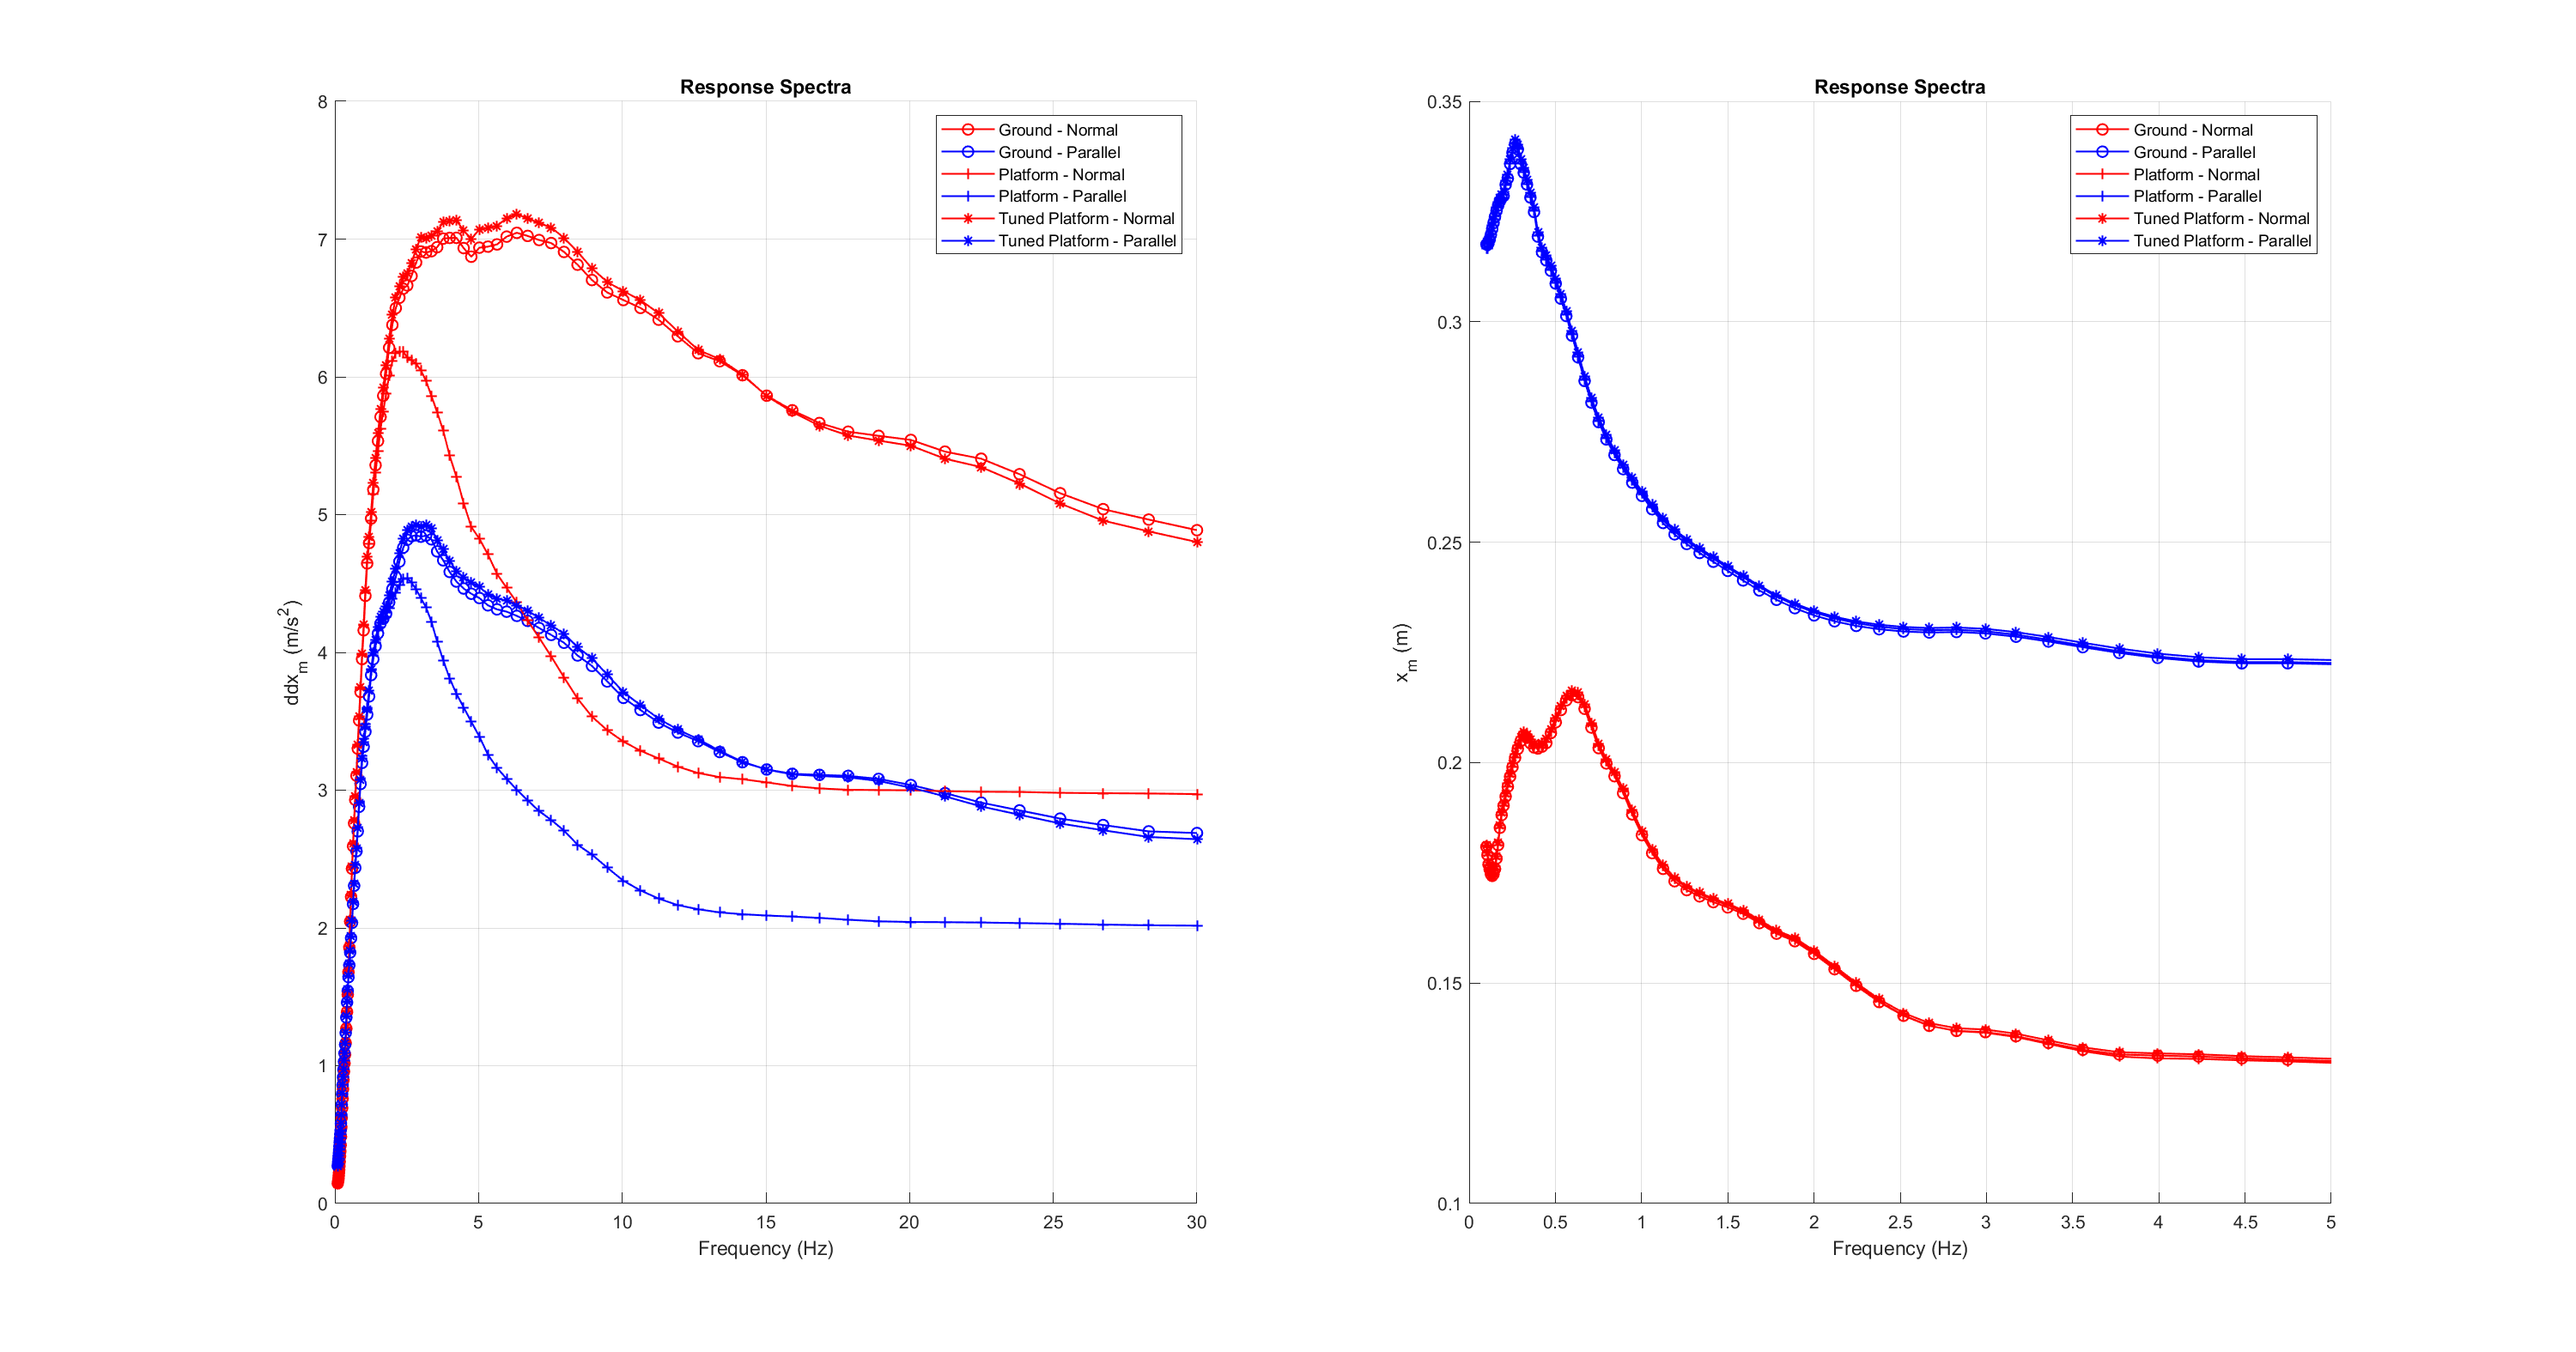 Response Spectra
8
7
6
5
4
3
2
1
0
ddxm (m/s2)
0 5 10 15 20 25 30
Frequency (Hz)
Ground - Normal
Ground - Parallel
Platform - Normal
Platform - Parallel
Tuned Platform - Normal
Tuned Platform - Parallel
Response Spectra
0.35
0.3
0.25
0.2
0.15
0.1
xm (m)
0 0.5 1 1.5 2 2.5 3 3.5 4 4.5 5
Frequency (Hz)
Ground - Normal
Ground - Parallel
Platform - Normal
Platform - Parallel
Tuned Platform - Normal
Tuned Platform - Parallel